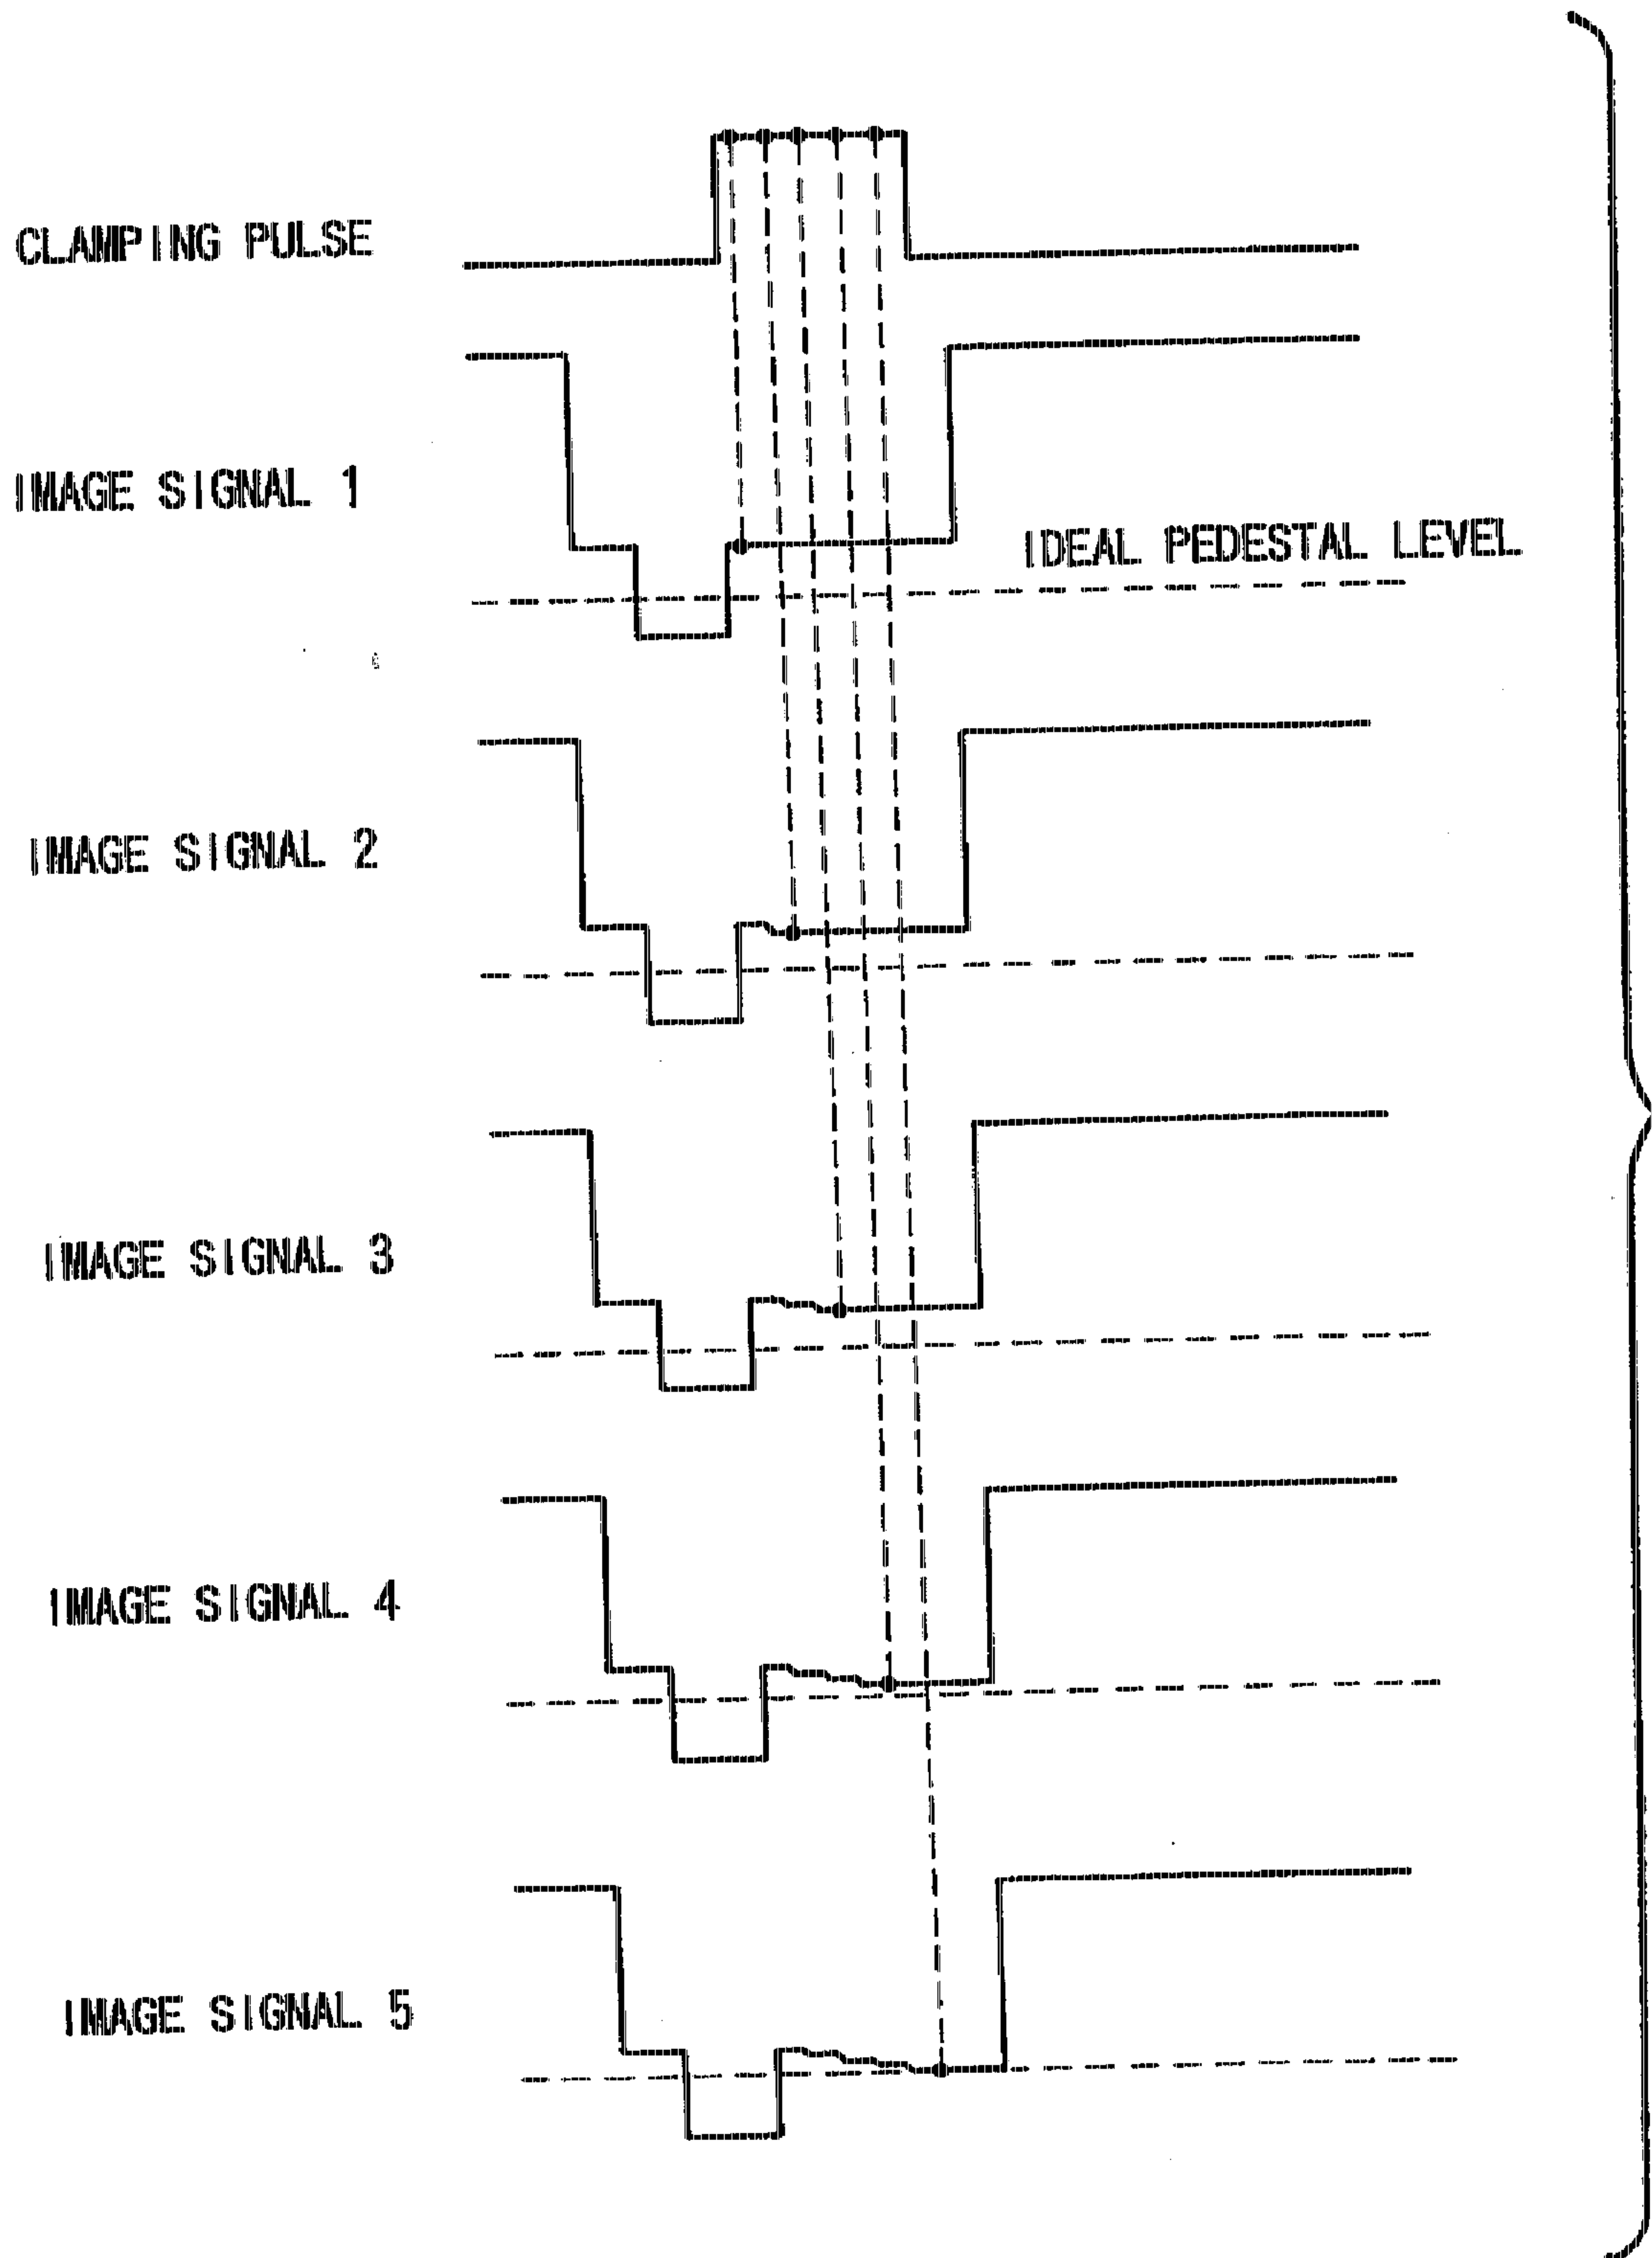 CLAMPING PULSE
IMAGE SIGNAL 1
IDEAL PEDESTAL LEVEL
IMAGE SIGNAL 2
IMAGE SIGNAL 3
IMAGE SIGNAL 4
IMAGE SIGNAL 5